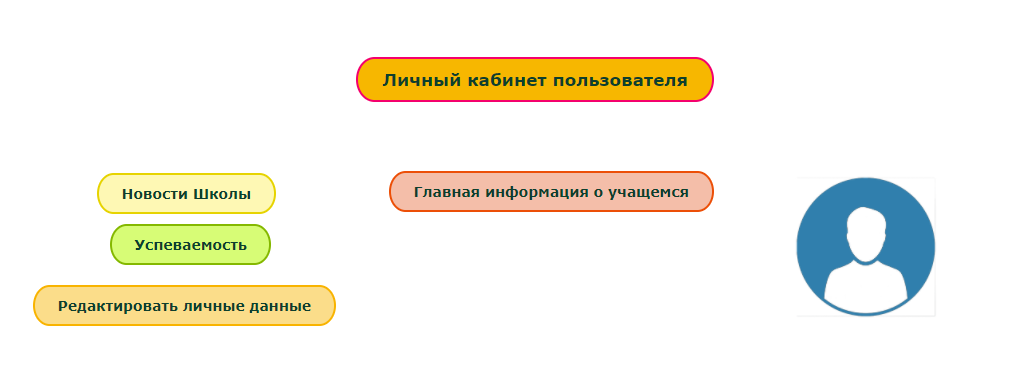 Личный кабинет пользователя
Новости Школы
Главная информация о учащемся
Успеваемость
Редактировать личные данные